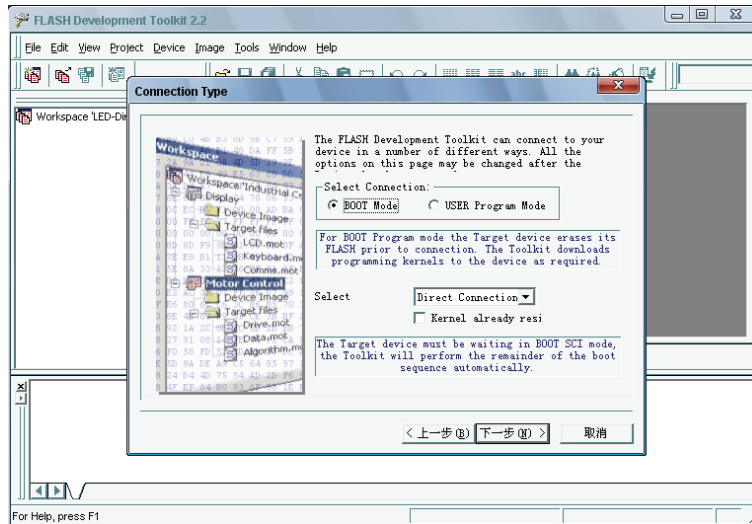 FLASH Development Toolkit 2.2
File Edit View Project Device Image Tools Window Help
Workspace 'LED-Di
Connection Type
Workspace
Workspace 'Industrial Cr
Display
Device Image
Target files
LCD.mot
Keyboard.m
Comms.mot
Motor Control
Device Image
Target files
Drive.mot
Data.mot
Algorithm.m
The FLASH Development Toolkit can connect to your
device in a number of different ways. All the
options on this page may be changed after the
Select Connection:
BOOT Mode
USER Program Mode
For BOOT Program mode the Target device erases its
FLASH prior to connection. The Toolkit downloads
programming kernels to the device as required.
Select
Direct Connection
Kernel already resi
The Target device must be waiting in BOOT SCI mode,
the Toolkit will perform the remainder of the boot
sequence automatically.
< 上一步(B) 下一步(N) > 取消
For Help, press F1